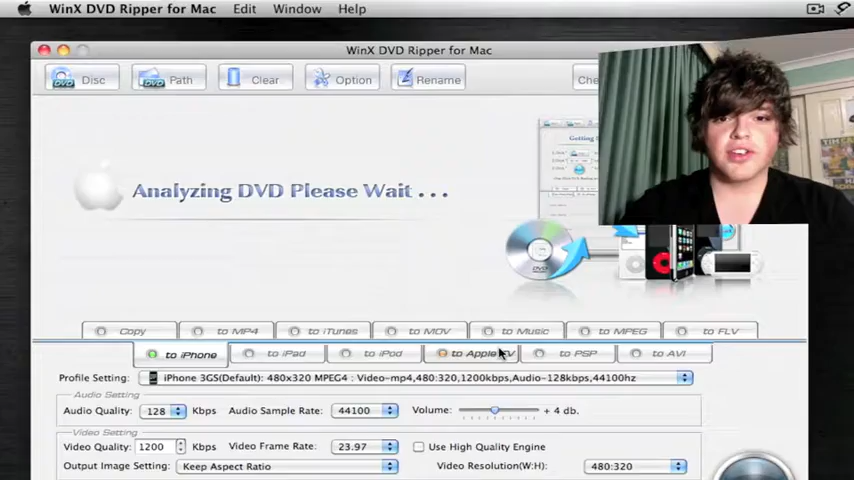 WinX DVD Ripper for Mac Edit Window Help
WinX DVD Ripper for Mac
Disc Path Clear Option Rename
Analyzing DVD Please Wait . . .
Copy to MP4 to iTunes to MOV to Music to MPEG to FLV
to iPhone to iPad to iPod to Apple TV to PSP to AVI
Profile Setting: iPhone 3GS(Default): 480x320 MPEG4 : Video-mp4,480:320,1200kbps,Audio-128kbps,44100hz
Audio Setting
Audio Quality: 128 Kbps Audio Sample Rate: 44100 Volume: + 4 db.
Video Setting
Video Quality: 1200 Kbps Video Frame Rate: 23.97 Use High Quality Engine
Output Image Setting: Keep Aspect Ratio Video Resolution(W:H): 480:320